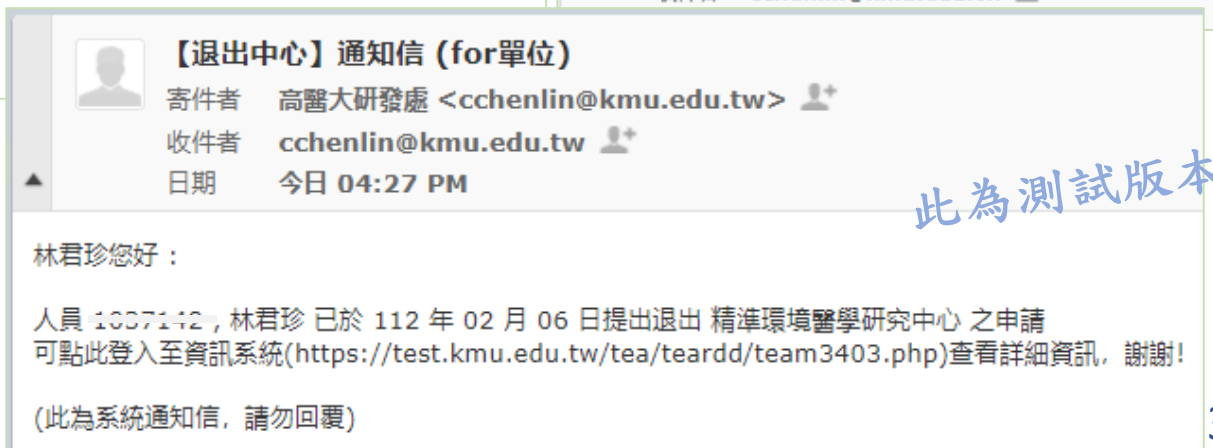 【退出中心】通知信 (for單位)
寄件者 高醫大研發處 <cchenlin@kmu.edu.tw>
收件者 cchenlin@kmu.edu.tw
日期 今日 04:27 PM
此為測試版本
林君珍您好：
人員 , 林君珍 已於 112 年 02 月 06 日提出退出 精準環境醫學研究中心 之申請
可點此登入至資訊系統(https://test.kmu.edu.tw/tea/teardd/team3403.php)查看詳細資訊, 謝謝!
(此為系統通知信, 請勿回覆)